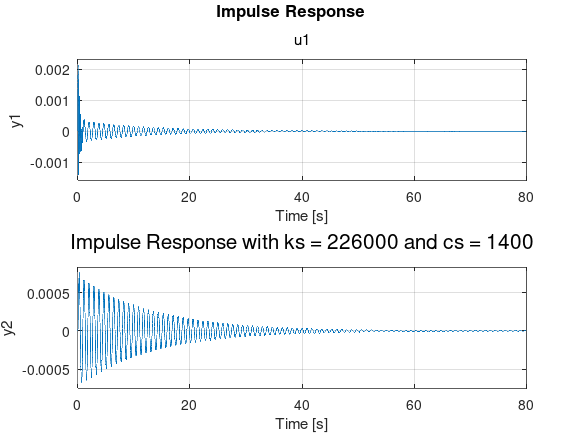 Impulse Response
u1
0.002
0.001
0
-0.001
y1
0 20 40 60 80
Time [s]
Impulse Response with ks = 226000 and cs = 1400
0.0005
0
-0.0005
y2
0 20 40 60 80
Time [s]